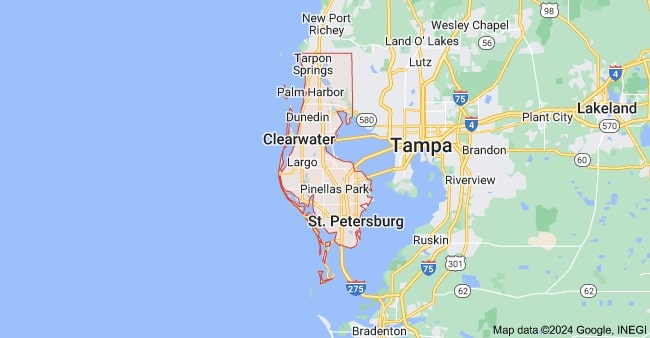 New Port
Richey
Wesley Chapel
Land O' Lakes
56
Lutz
Tarpon
Springs
4
Palm Harbor
75
Lakeland
Dunedin
580
4
Plant City
570
Clearwater
Tampa
Brandon
60
Largo
Pinellas Park
Riverview
St. Petersburg
Ruskin
75
301
62
62
275
Bradenton
Map data ©2024 Google, INEGI